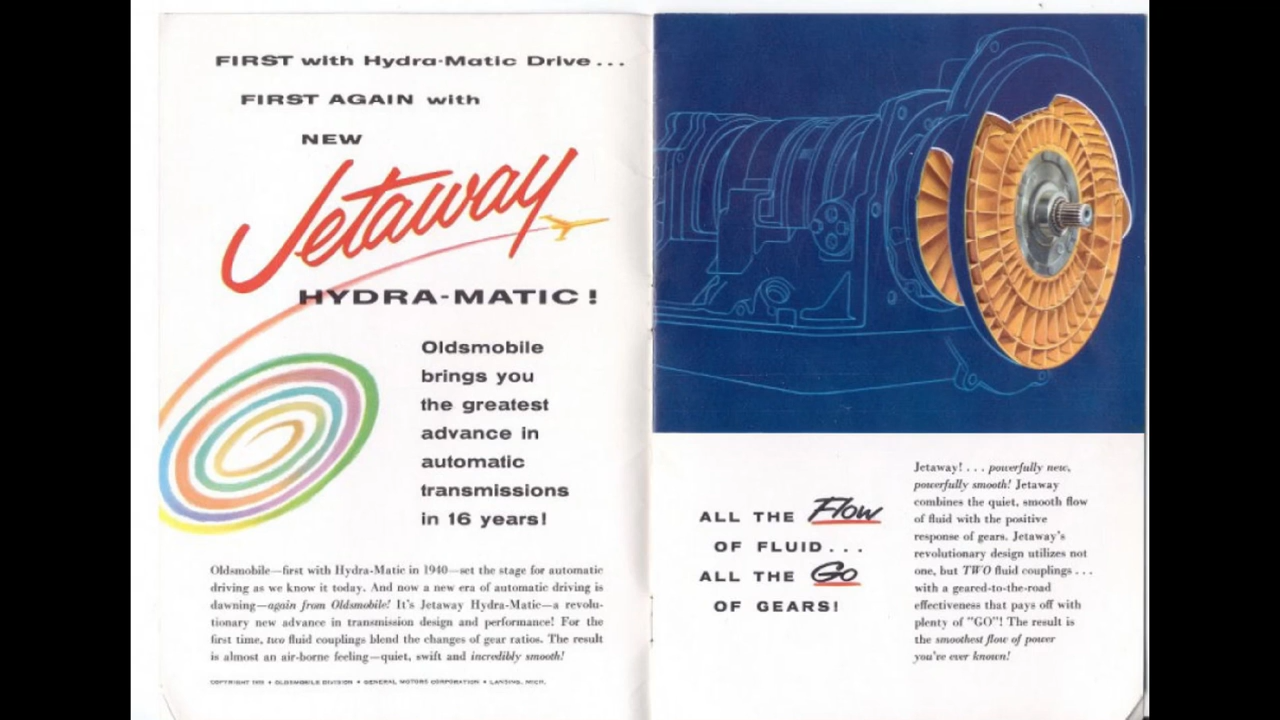 FIRST with Hydra-Matic Drive...
FIRST AGAIN with
NEW
Jetaway
HYDRA-MATIC!
Oldsmobile
brings you
the greatest
advance in
automatic
transmissions
in 16 years!
Oldsmobile—first with Hydra-Matic in 1940—set the stage for automatic
driving as we know it today. And now a new era of automatic driving is
dawning—again from Oldsmobile! It's Jetaway Hydra-Matic—a revolu-
tionary new advance in transmission design and performance! For the
first time, two fluid couplings blend the changes of gear ratios. The result
is almost an air-borne feeling—quiet, swift and incredibly smooth!
COPYRIGHT • OLDSMOBILE DIVISION • GENERAL MOTORS CORPORATION • LANSING, MICH.
ALL THE Flow
OF FLUID...
ALL THE Go
OF GEARS!
Jetaway! . . . powerfully new,
powerfully smooth! Jetaway
combines the quiet, smooth flow
of fluid with the positive
response of gears. Jetaway's
revolutionary design utilizes not
one, but TWO fluid couplings . . .
with a geared-to-the-road
effectiveness that pays off with
plenty of "GO"! The result is
the smoothest flow of power
you've ever known!